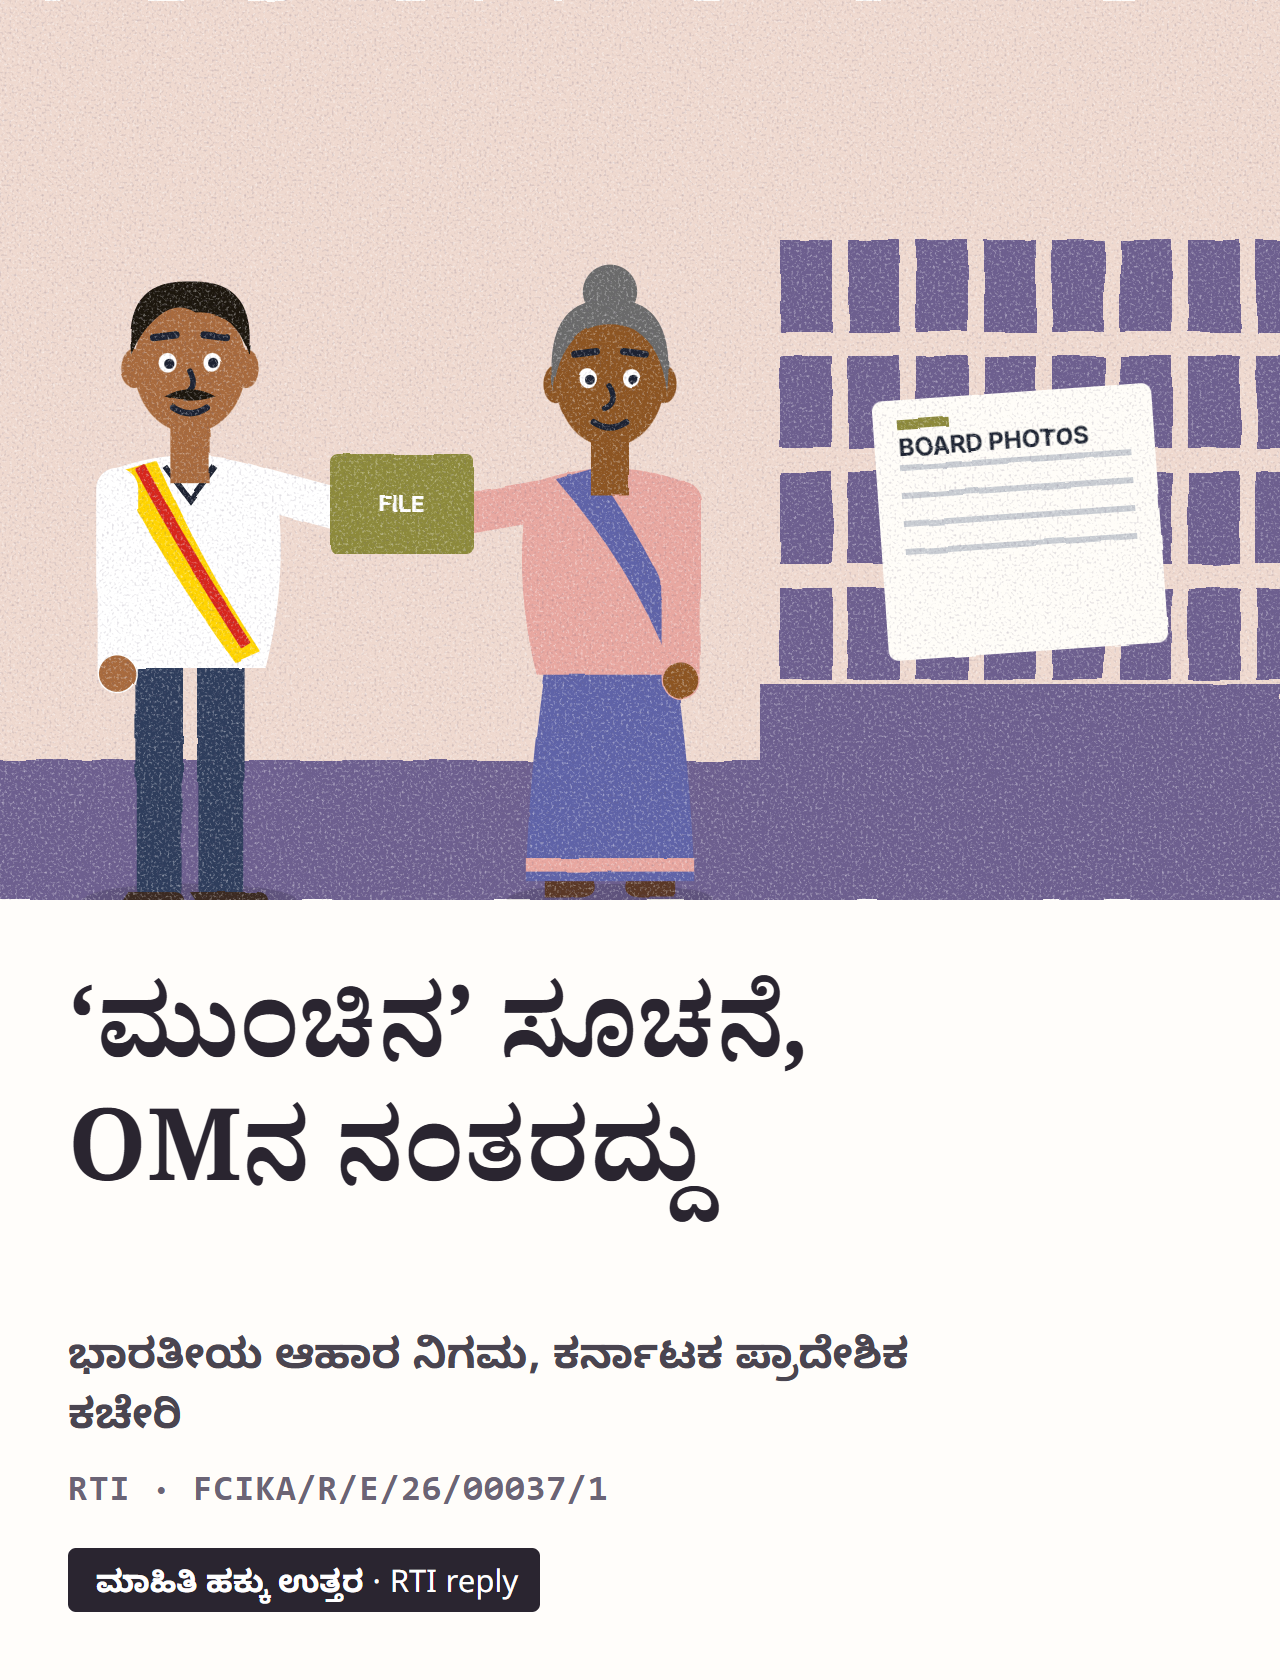 FILE
BOARD PHOTOS
‘ಮುಂಚಿನ’ ಸೂಚನೆ,
OMನ ನಂತರದ್ದು
ಭಾರತೀಯ ಆಹಾರ ನಿಗಮ, ಕರ್ನಾಟಕ ಪ್ರಾದೇಶಿಕ
ಕಚೇರಿ
RTI · FCIKA/R/E/26/00037/1
ಮಾಹಿತಿ ಹಕ್ಕು ಉತ್ತರ · RTI reply